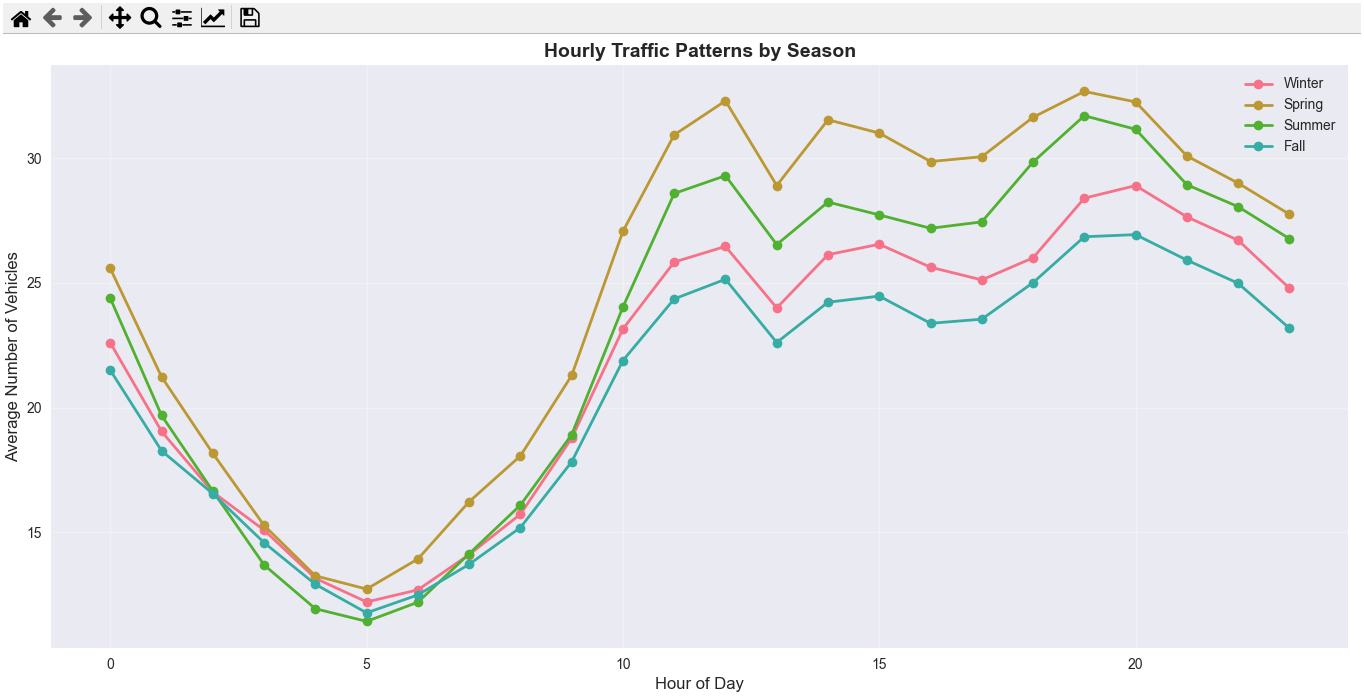 Hourly Traffic Patterns by Season
Winter
Spring
Summer
Fall
30
25
20
15
Average Number of Vehicles
0 5 10 15 20
Hour of Day